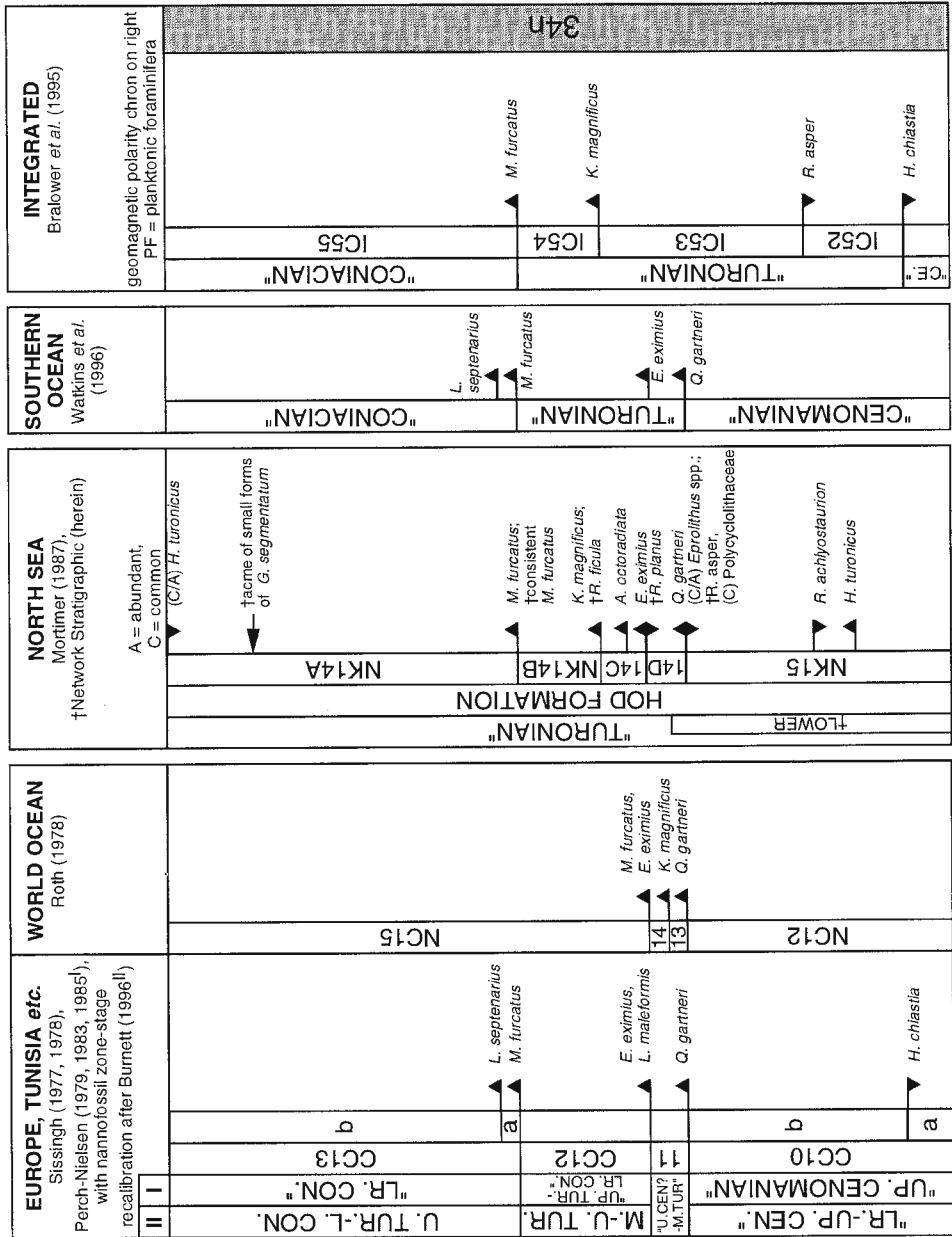 EUROPE, TUNISIA etc.
Sissingh (1977, 1978),
Perch-Nielsen (1979, 1983, 1985I),
with nannofossil zone-stage
recalibration after Burnett (1996II)
II
I
U. TUR.-L. CON.
"LR. CON."
CC13
b
a
L. septenarius
M. furcatus
M.-U. TUR.
"UP. TUR.-
LR. CON."
CC12
E. eximius,
L. maleformis
"U.CEN?
-M.TUR"
11
Q. gartneri
"LR.-UP. CEN."
"UP. CENOMANIAN"
CC10
b
a
H. chiastia
WORLD OCEAN
Roth (1978)
NC15
14
13
NC12
M. furcatus,
E. eximius
K. magnificus
Q. gartneri
NORTH SEA
Mortimer (1987),
†Network Stratigraphic (herein)
A = abundant,
C = common
"TURONIAN"
†LOWER
HOD FORMATION
NK14A
NK14B
14C
14D
NK15
(C/A) H. turonicus
†acme of small forms
of G. segmentatum
M. furcatus;
†consistent
M. furcatus
K. magnificus;
†R. ficula
A. octoradiata
E. eximius
†R. planus
Q. gartneri
(C/A) Eprolithus spp.;
†R. asper,
(C) Polycyclolithaceae
R. achlyostaurion
H. turonicus
SOUTHERN
OCEAN
Watkins et al.
(1996)
"CONIACIAN"
"TURONIAN"
"CENOMANIAN"
L.
septenarius
M. furcatus
E. eximius
Q. gartneri
INTEGRATED
Bralower et al. (1995)
geomagnetic polarity chron on right
PF = planktonic foraminifera
"CONIACIAN"
"TURONIAN"
"CE."
IC55
IC54
IC53
IC52
M. furcatus
K. magnificus
R. asper
H. chiastia
34n